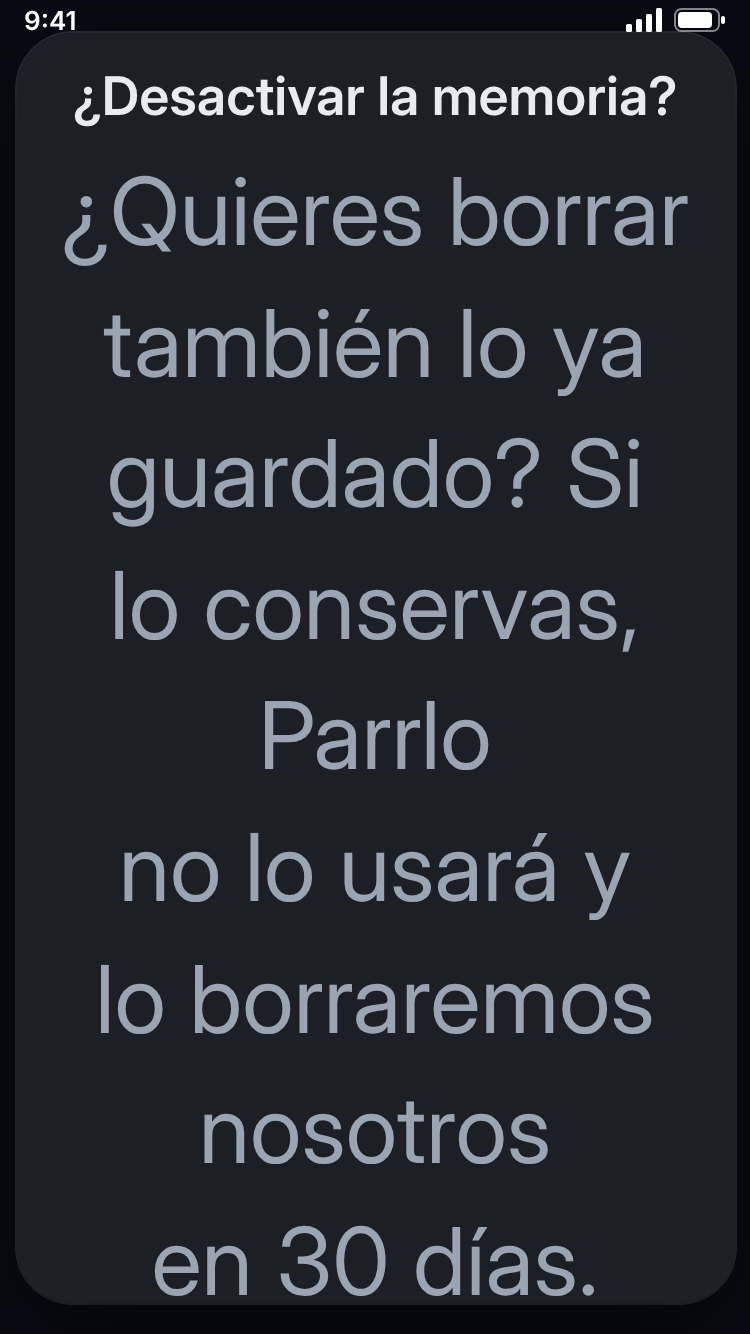 9:41
¿Desactivar la memoria?
¿Quieres borrar
también lo ya
guardado? Si
lo conservas,
Parrlo
no lo usará y
lo borraremos
nosotros
en 30 días.